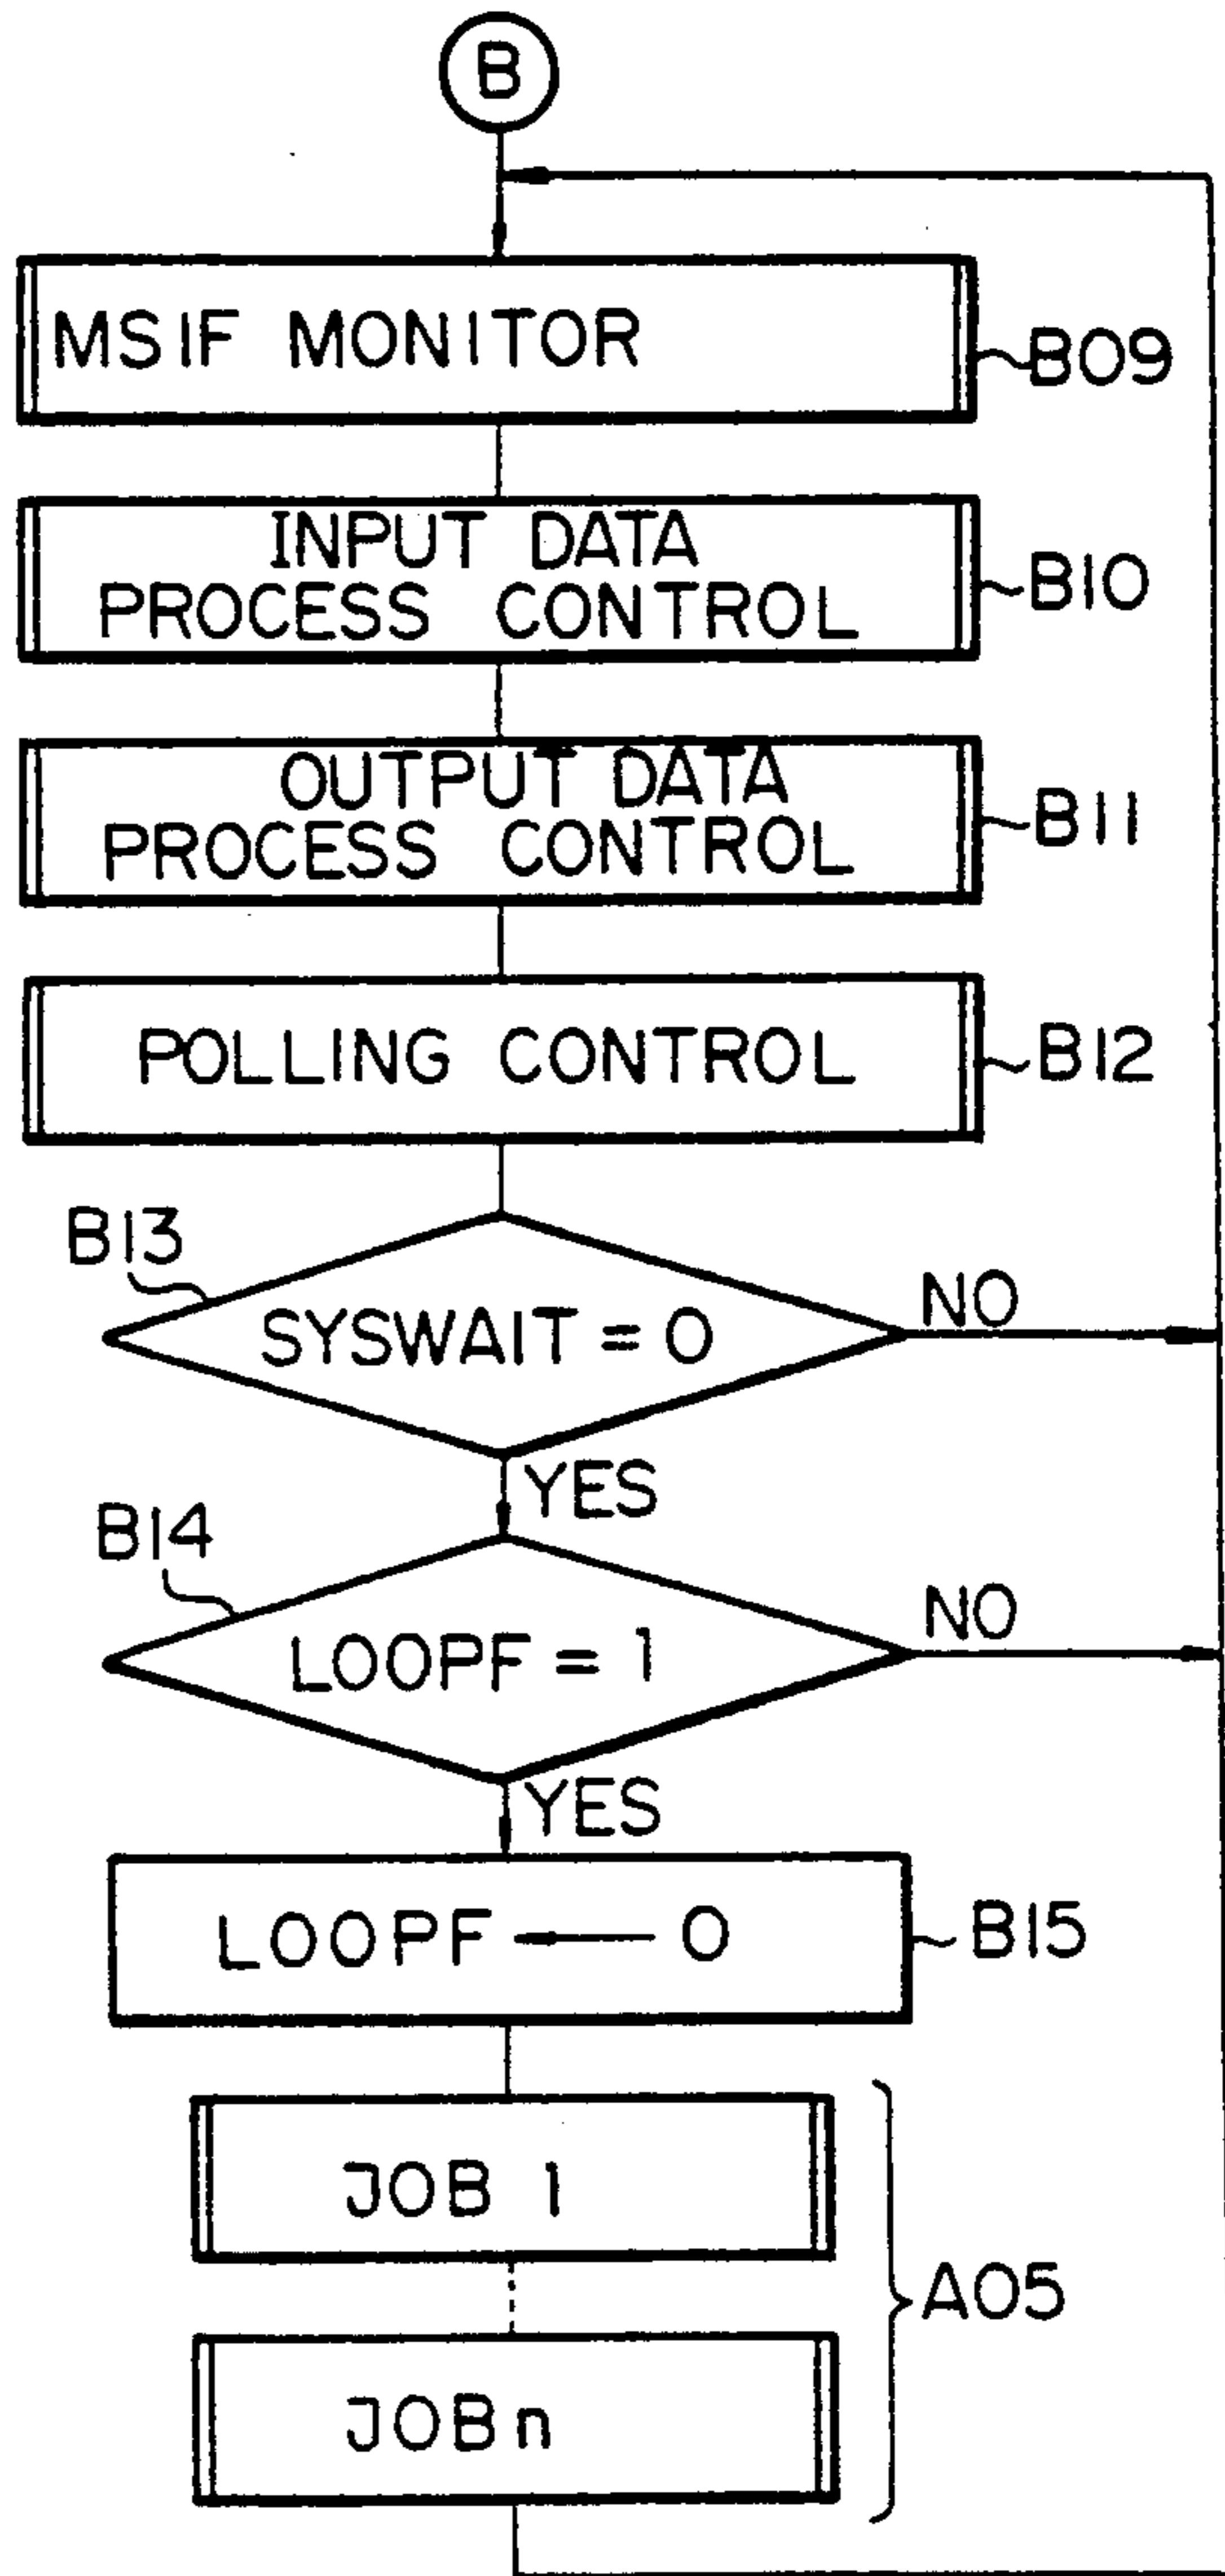 B
MSIF MONITOR
B09
INPUT DATA
PROCESS CONTROL
B10
OUTPUT DATA
PROCESS CONTROL
B11
POLLING CONTROL
B12
B13
SYSWAIT = 0
NO
YES
B14
LOOPF = 1
NO
YES
LOOPF ← 0
B15
JOB 1
A05
JOBn